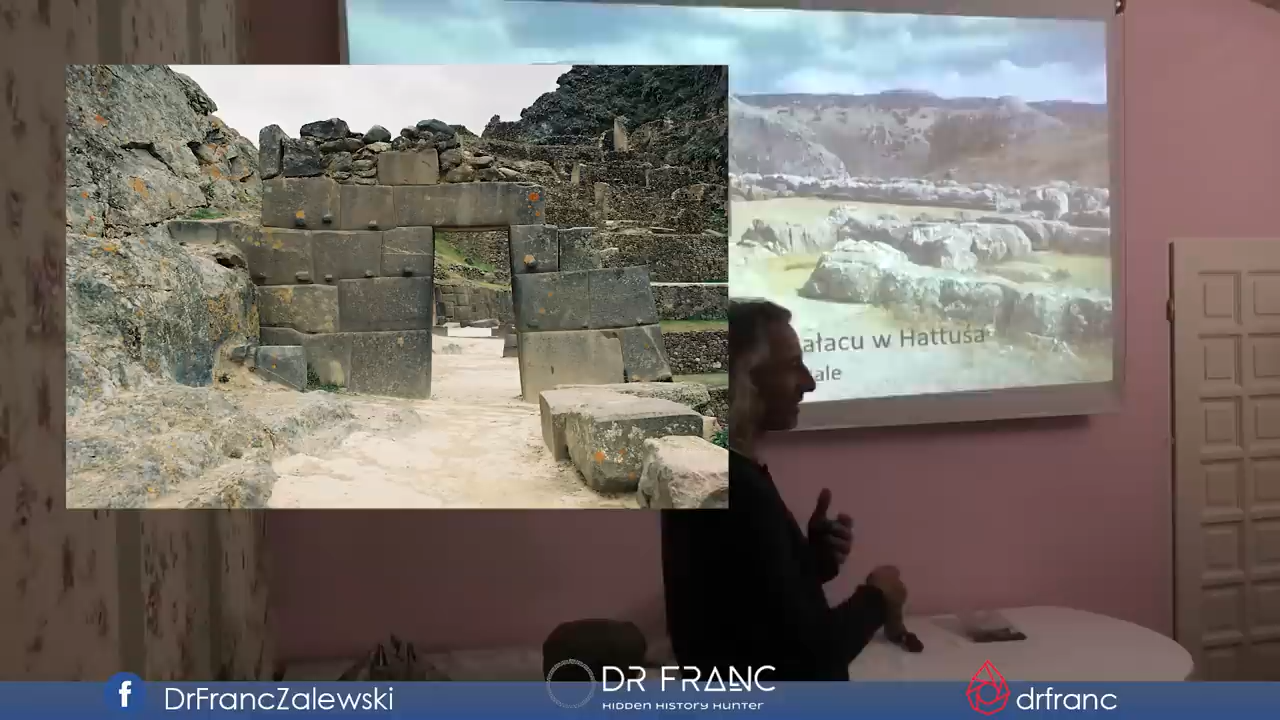 ałacu w Hattuša
ale
f
DrFrancZalewski
DR FRANC
HIDDEN HISTORY HUNTER
drfranc